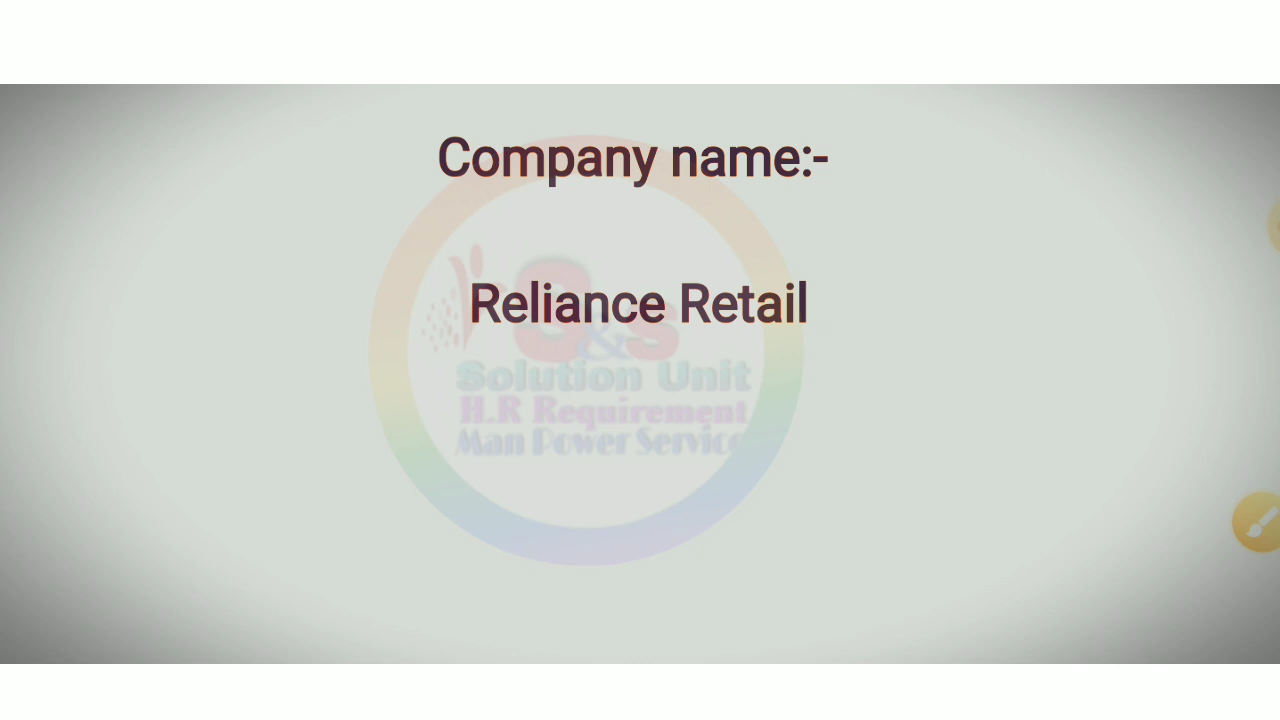 Company name:-
Reliance Retail
S&S
Solution Unit
H.R Requirement
Man Power Service